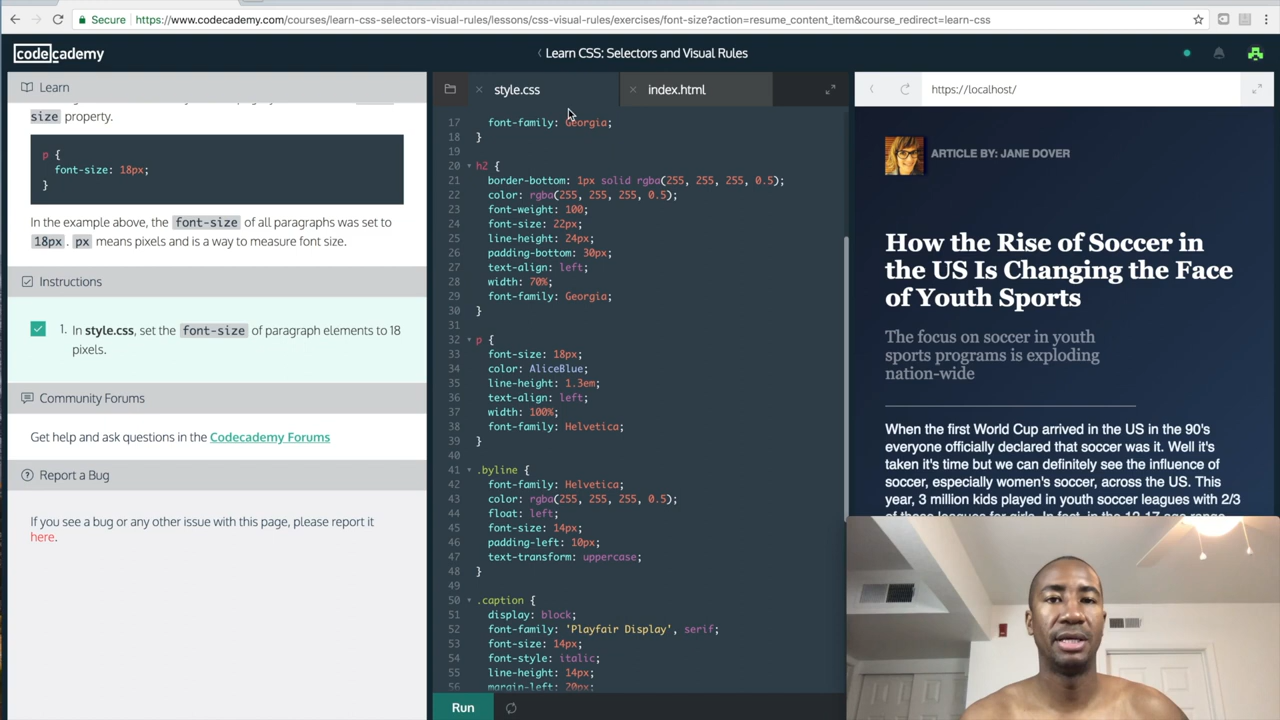 Secure
https://www.codecademy.com/courses/learn-css-selectors-visual-rules/lessons/css-visual-rules/exercises/font-size?action=resume_content_item&course_redirect=learn-css
codecademy
Learn CSS: Selectors and Visual Rules
Learn
size property.
p {
font-size: 18px;
}
In the example above, the font-size of all paragraphs was set to
18px. px means pixels and is a way to measure font size.
Instructions
1. In style.css, set the font-size of paragraph elements to 18
pixels.
Community Forums
Get help and ask questions in the Codecademy Forums
Report a Bug
If you see a bug or any other issue with this page, please report it
here.
style.css
index.html
17 font-family: Georgia;
18 }
19
20 h2 {
21 border-bottom: 1px solid rgba(255, 255, 255, 0.5);
22 color: rgba(255, 255, 255, 0.5);
23 font-weight: 100;
24 font-size: 22px;
25 line-height: 24px;
26 padding-bottom: 30px;
27 text-align: left;
28 width: 70%;
29 font-family: Georgia;
30 }
31
32 p {
33 font-size: 18px;
34 color: AliceBlue;
35 line-height: 1.3em;
36 text-align: left;
37 width: 100%;
38 font-family: Helvetica;
39 }
40
41 .byline {
42 font-family: Helvetica;
43 color: rgba(255, 255, 255, 0.5);
44 float: left;
45 font-size: 14px;
46 padding-left: 10px;
47 text-transform: uppercase;
48 }
49
50 .caption {
51 display: block;
52 font-family: 'Playfair Display', serif;
53 font-size: 14px;
54 font-style: italic;
55 line-height: 14px;
56 margin-left: 20px;
Run
https://localhost/
ARTICLE BY: JANE DOVER
How the Rise of Soccer in
the US Is Changing the Face
of Youth Sports
The focus on soccer in youth
sports programs is exploding
nation-wide
When the first World Cup arrived in the US in the 90's
everyone officially declared that soccer was it. Well it's
taken it's time but we can definitely see the influence of
soccer, especially women's soccer, across the US. This
year, 3 million kids played in youth soccer leagues with 2/3